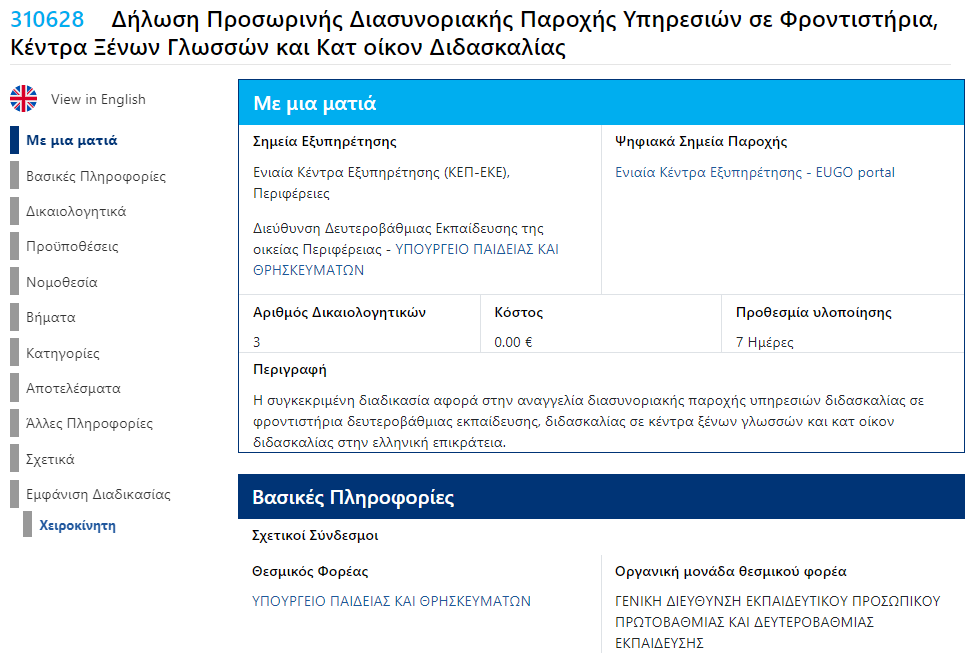 310628 Δήλωση Προσωρινής Διασυνοριακής Παροχής Υπηρεσιών σε Φροντιστήρια,
Κέντρα Ξένων Γλωσσών και Κατ οίκον Διδασκαλίας
View in English
Με μια ματιά
Βασικές Πληροφορίες
Δικαιολογητικά
Προϋποθέσεις
Νομοθεσία
Βήματα
Κατηγορίες
Αποτελέσματα
Άλλες Πληροφορίες
Σχετικά
Εμφάνιση Διαδικασίας
Χειροκίνητη
Με μια ματιά
Σημεία Εξυπηρέτησης
Ενιαία Κέντρα Εξυπηρέτησης (ΚΕΠ-ΕΚΕ),
Περιφέρειες
Διεύθυνση Δευτεροβάθμιας Εκπαίδευσης της
οικείας Περιφέρειας - ΥΠΟΥΡΓΕΙΟ ΠΑΙΔΕΙΑΣ ΚΑΙ
ΘΡΗΣΚΕΥΜΑΤΩΝ
Ψηφιακά Σημεία Παροχής
Ενιαία Κέντρα Εξυπηρέτησης - EUGO portal
Αριθμός Δικαιολογητικών
3
Κόστος
0.00 €
Προθεσμία υλοποίησης
7 Ημέρες
Περιγραφή
Η συγκεκριμένη διαδικασία αφορά στην αναγγελία διασυνοριακής παροχής υπηρεσιών διδασκαλίας σε
φροντιστήρια δευτεροβάθμιας εκπαίδευσης, διδασκαλίας σε κέντρα ξένων γλωσσών και κατ οίκον
διδασκαλίας στην ελληνική επικράτεια.
Βασικές Πληροφορίες
Σχετικοί Σύνδεσμοι
Θεσμικός Φορέας
ΥΠΟΥΡΓΕΙΟ ΠΑΙΔΕΙΑΣ ΚΑΙ ΘΡΗΣΚΕΥΜΑΤΩΝ
Οργανική μονάδα θεσμικού φορέα
ΓΕΝΙΚΗ ΔΙΕΥΘΥΝΣΗ ΕΚΠΑΙΔΕΥΤΙΚΟΥ ΠΡΟΣΩΠΙΚΟΥ
ΠΡΩΤΟΒΑΘΜΙΑΣ ΚΑΙ ΔΕΥΤΕΡΟΒΑΘΜΙΑΣ
ΕΚΠΑΙΔΕΥΣΗΣ